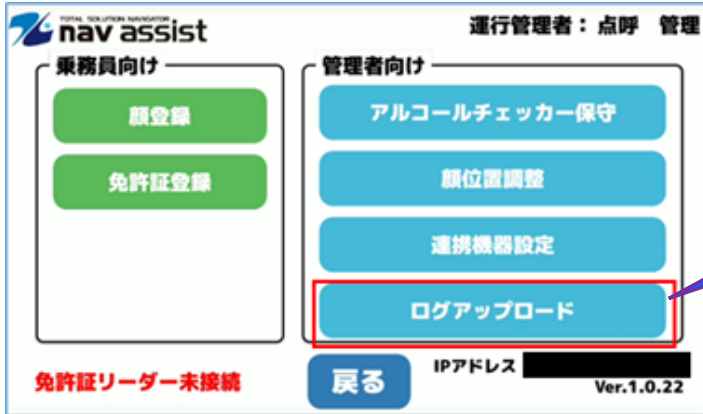 TOTAL SOLUTION NAVIGATOR
nav assist
運行管理者：点呼　管理
乗務員向け
顔登録
免許証登録
管理者向け
アルコールチェッカー保守
顔位置調整
連携機器設定
ログアップロード
免許証リーダー未接続
戻る
IPアドレス
Ver.1.0.22